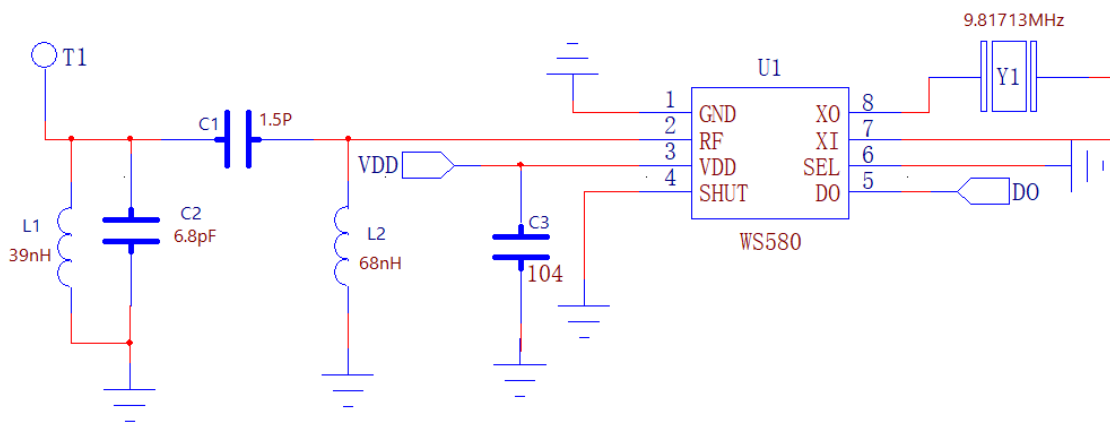 9.81713MHz
T1
U1
Y1
C1
1.5P
1
GND
XO
8
2
RF
XI
7
VDD
3
VDD
SEL
6
4
SHUT
DO
5
DO
L1
39nH
C2
6.8pF
L2
68nH
C3
104
WS580